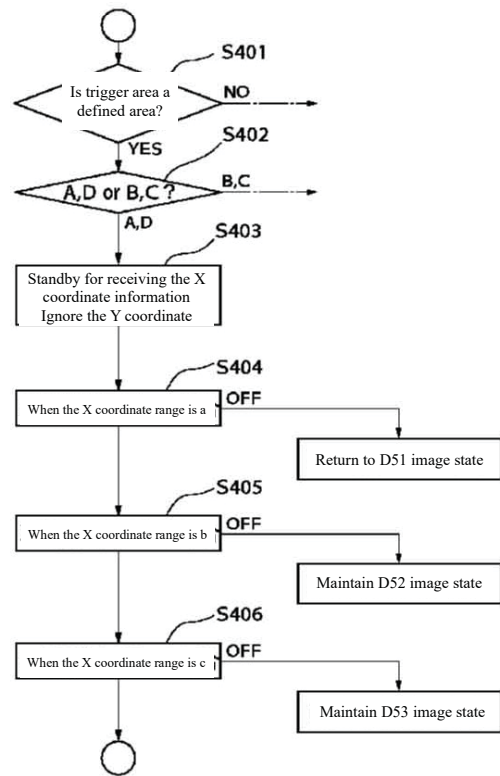 S401
Is trigger area a
defined area?
NO
YES
S402
A,D or B,C ?
B,C
A,D
S403
Standby for receiving the X
coordinate information
Ignore the Y coordinate
S404
When the X coordinate range is a
OFF
Return to D51 image state
S405
When the X coordinate range is b
OFF
Maintain D52 image state
S406
When the X coordinate range is c
OFF
Maintain D53 image state